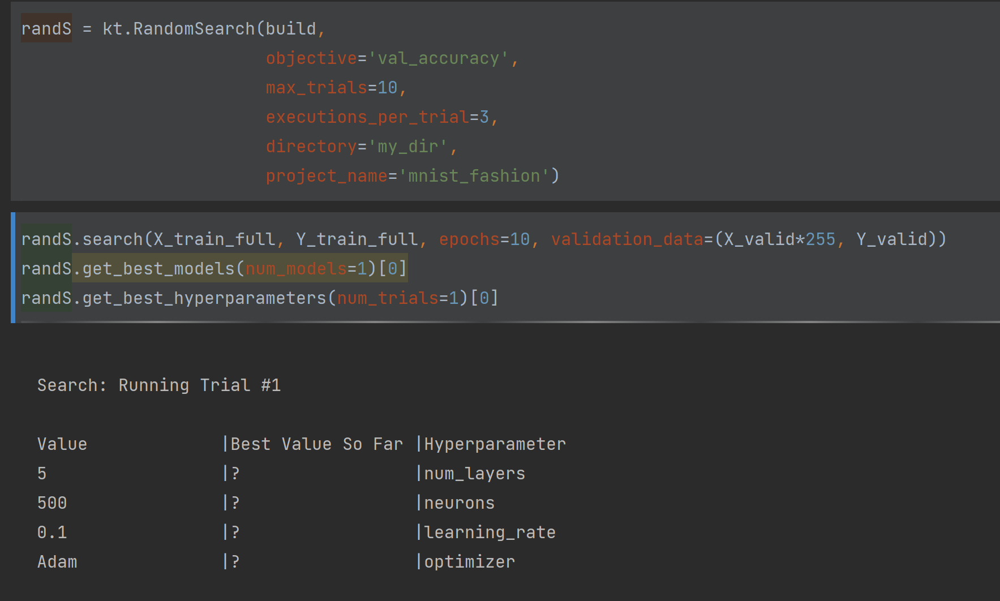 randS = kt.RandomSearch(build,
objective='val_accuracy',
max_trials=10,
executions_per_trial=3,
directory='my_dir',
project_name='mnist_fashion')
randS.search(X_train_full, Y_train_full, epochs=10, validation_data=(X_valid*255, Y_valid))
randS.get_best_models(num_models=1)[0]
randS.get_best_hyperparameters(num_trials=1)[0]
Search: Running Trial #1
Value |Best Value So Far |Hyperparameter
5 |? |num_layers
500 |? |neurons
0.1 |? |learning_rate
Adam |? |optimizer